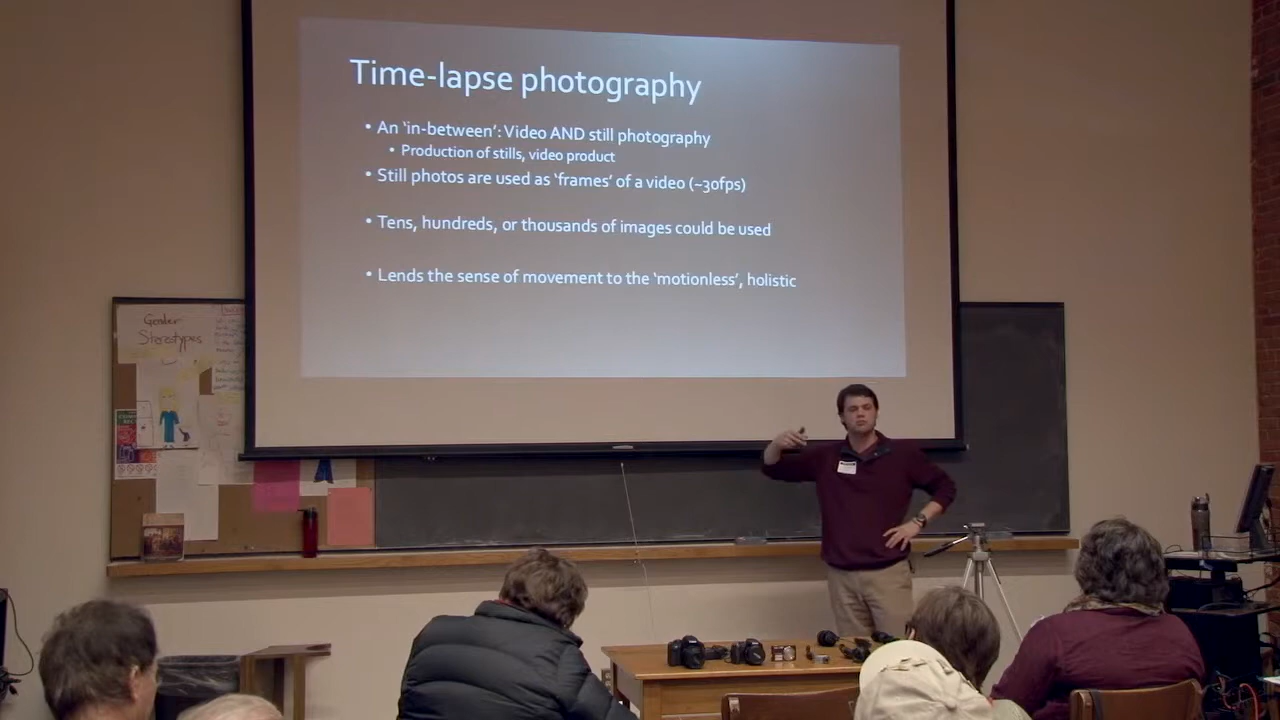 Time-lapse photography
• An 'in-between': Video AND still photography
• Production of stills, video product
• Still photos are used as 'frames' of a video (~30fps)
• Tens, hundreds, or thousands of images could be used
• Lends the sense of movement to the 'motionless', holistic
Gender
Stereotypes